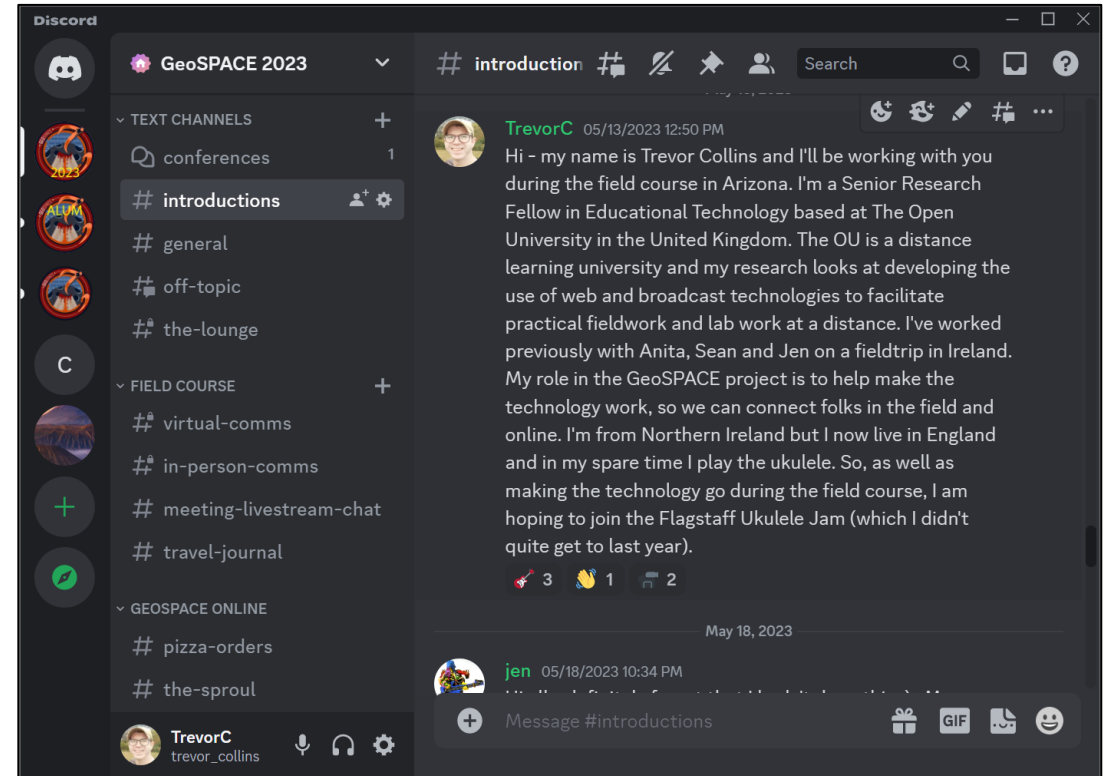 Discord
GeoSPACE 2023
TEXT CHANNELS
conferences 1
introductions
general
off-topic
the-lounge
FIELD COURSE
virtual-comms
in-person-comms
meeting-livestream-chat
travel-journal
GEOSPACE ONLINE
pizza-orders
the-sproul
TrevorC
trevor_collins
2023
ALUM
C
introduction
Search
TrevorC 05/13/2023 12:50 PM
Hi - my name is Trevor Collins and I'll be working with you
during the field course in Arizona. I'm a Senior Research
Fellow in Educational Technology based at The Open
University in the United Kingdom. The OU is a distance
learning university and my research looks at developing the
use of web and broadcast technologies to facilitate
practical fieldwork and lab work at a distance. I've worked
previously with Anita, Sean and Jen on a fieldtrip in Ireland.
My role in the GeoSPACE project is to help make the
technology work, so we can connect folks in the field and
online. I'm from Northern Ireland but I now live in England
and in my spare time I play the ukulele. So, as well as
making the technology go during the field course, I am
hoping to join the Flagstaff Ukulele Jam (which I didn't
quite get to last year).
3 1 2
May 18, 2023
jen 05/18/2023 10:34 PM
Message #introductions
GIF